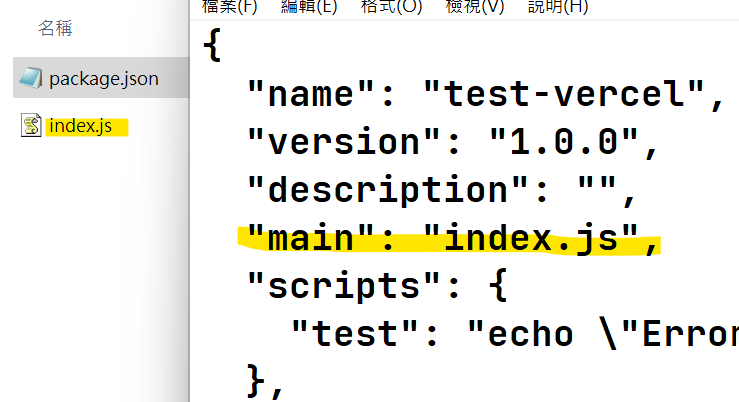 檔案(F) 編輯(E) 格式(O) 檢視(V) 說明(H)
名稱
package.json
index.js
{
"name": "test-vercel",
"version": "1.0.0",
"description": "",
"main": "index.js",
"scripts": {
"test": "echo \"Error
},